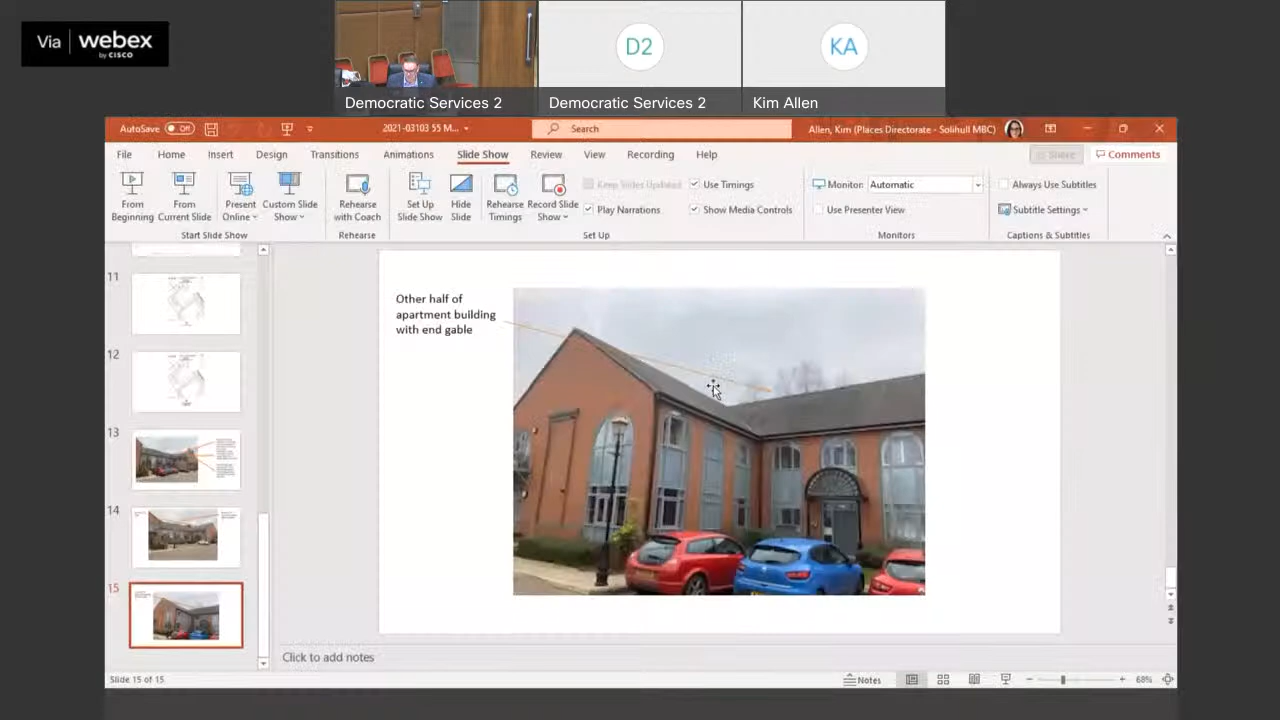 Via webex
by CISCO
D2
KA
Democratic Services 2
Democratic Services 2
Kim Allen
AutoSave Off
2021-03103 55 M...
Search
Allen, Kim (Places Directorate - Solihull MBC)
File Home Insert Design Transitions Animations Slide Show Review View Recording Help
Share
Comments
From Beginning
From Current Slide
Present Online
Custom Slide Show
Rehearse with Coach
Set Up Slide Show
Hide Slide
Rehearse Timings
Record Slide Show
Keep Slides Updated
Play Narrations
Use Timings
Show Media Controls
Monitor: Automatic
Use Presenter View
Always Use Subtitles
Subtitle Settings
Start Slide Show
Rehearse
Set Up
Monitors
Captions & Subtitles
11
12
13
14
15
Other half of
apartment building
with end gable
Click to add notes
Slide 15 of 15
Notes
68%